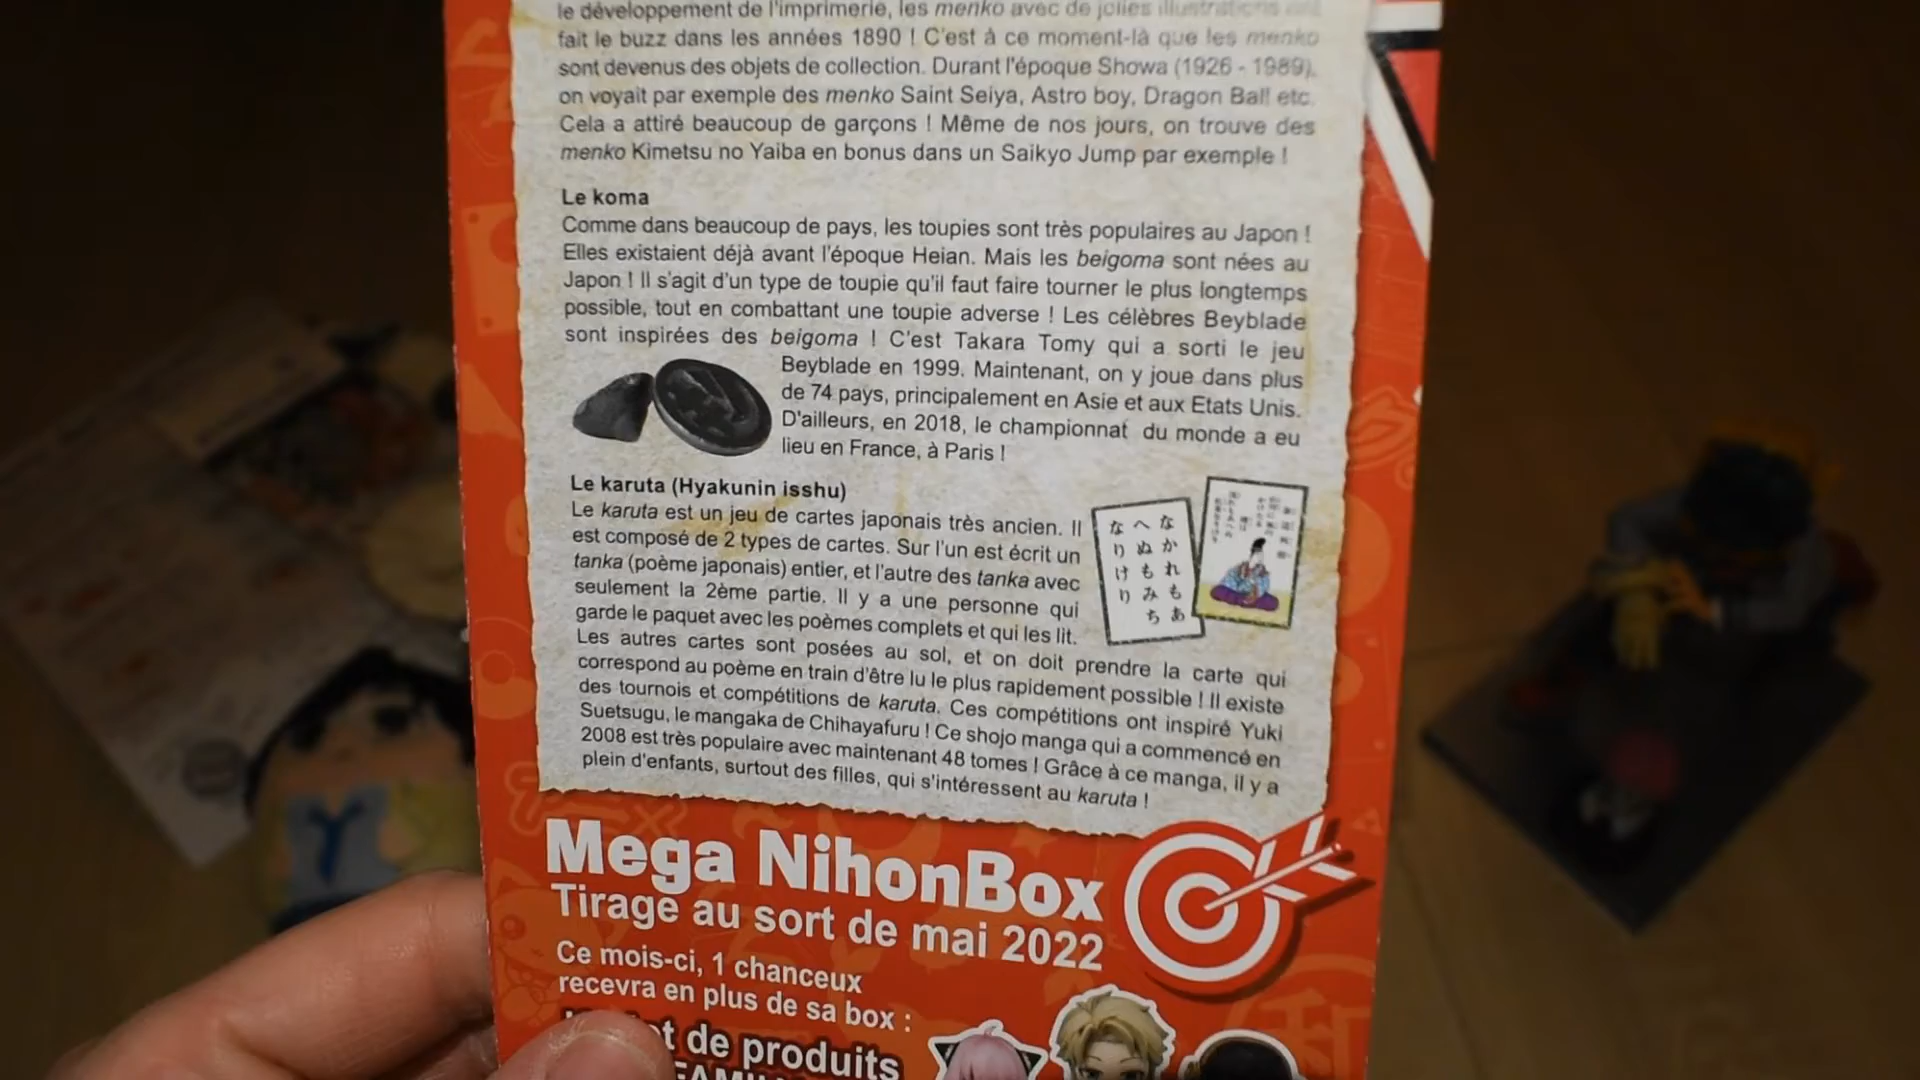 le développement de l'imprimerie, les menko avec de jolies illustrations ont
fait le buzz dans les années 1890 ! C'est à ce moment-là que les menko
sont devenus des objets de collection. Durant l'époque Showa (1926 - 1989),
on voyait par exemple des menko Saint Seiya, Astro boy, Dragon Ball etc.
Cela a attiré beaucoup de garçons ! Même de nos jours, on trouve des
menko Kimetsu no Yaiba en bonus dans un Saikyo Jump par exemple !
Le koma
Comme dans beaucoup de pays, les toupies sont très populaires au Japon !
Elles existaient déjà avant l'époque Heian. Mais les beigoma sont nées au
Japon ! Il s'agit d'un type de toupie qu'il faut faire tourner le plus longtemps
possible, tout en combattant une toupie adverse ! Les célèbres Beyblade
sont inspirées des beigoma ! C'est Takara Tomy qui a sorti le jeu
Beyblade en 1999. Maintenant, on y joue dans plus
de 74 pays, principalement en Asie et aux Etats Unis.
D'ailleurs, en 2018, le championnat du monde a eu
lieu en France, à Paris !
Le karuta (Hyakunin isshu)
Le karuta est un jeu de cartes japonais très ancien. Il
est composé de 2 types de cartes. Sur l'un est écrit un
tanka (poème japonais) entier, et l'autre des tanka avec
seulement la 2ème partie. Il y a une personne qui
garde le paquet avec les poèmes complets et qui les lit.
Les autres cartes sont posées au sol, et on doit prendre la carte qui
correspond au poème en train d'être lu le plus rapidement possible ! Il existe
des tournois et compétitions de karuta. Ces compétitions ont inspiré Yuki
Suetsugu, le mangaka de Chihayafuru ! Ce shojo manga qui a commencé en
2008 est très populaire avec maintenant 48 tomes ! Grâce à ce manga, il y a
plein d'enfants, surtout des filles, qui s'intéressent au karuta !
なかれもあ
へぬもみち
なりけり
Mega NihonBox
Tirage au sort de mai 2022
Ce mois-ci, 1 chanceux
recevra en plus de sa box :
de produits